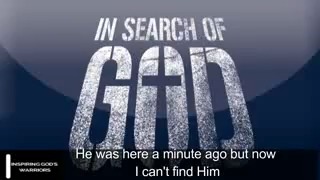 IN SEARCH OF
GOD
He was here a minute ago but now
I can't find Him
INSPIRING GOD'S
WARRIORS